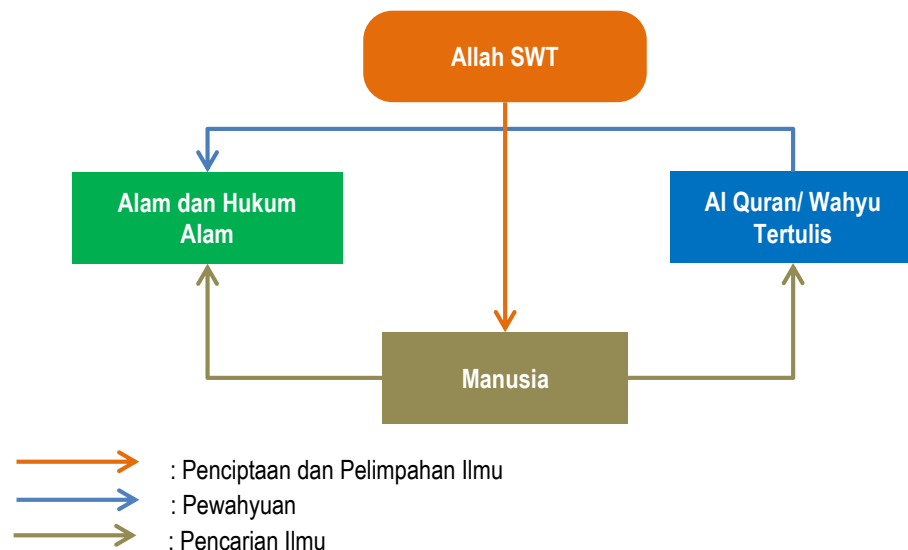 Allah SWT
Alam dan Hukum
Alam
Al Quran/ Wahyu
Tertulis
Manusia
: Penciptaan dan Pelimpahan Ilmu
: Pewahyuan
: Pencarian Ilmu